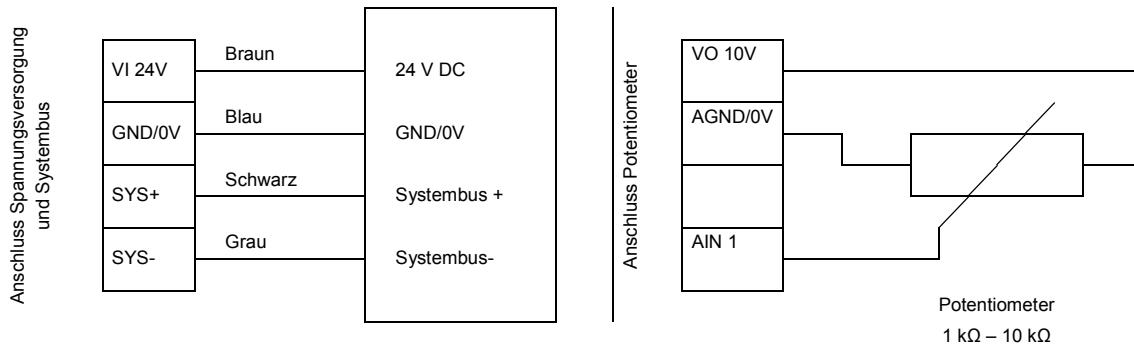 Anschluss Spannungsversorgung
und Systembus
VI 24V
Braun
24 V DC
GND/0V
Blau
GND/0V
SYS+
Schwarz
Systembus +
SYS-
Grau
Systembus-
Anschluss Potentiometer
VO 10V
AGND/0V
AIN 1
Potentiometer
1 kΩ – 10 kΩ